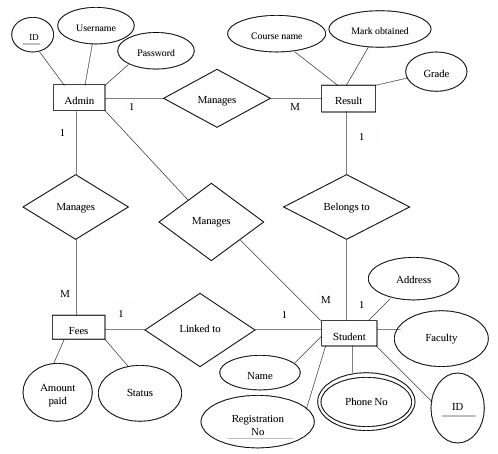 ID
Username
Password
Course name
Mark obtained
Grade
Admin
1
Manages
M
Result
1
1
Manages
Manages
Belongs to
M
M
1
Address
Fees
1
Linked to
1
Student
Faculty
Amount
paid
Status
Name
Registration
No
Phone No
ID